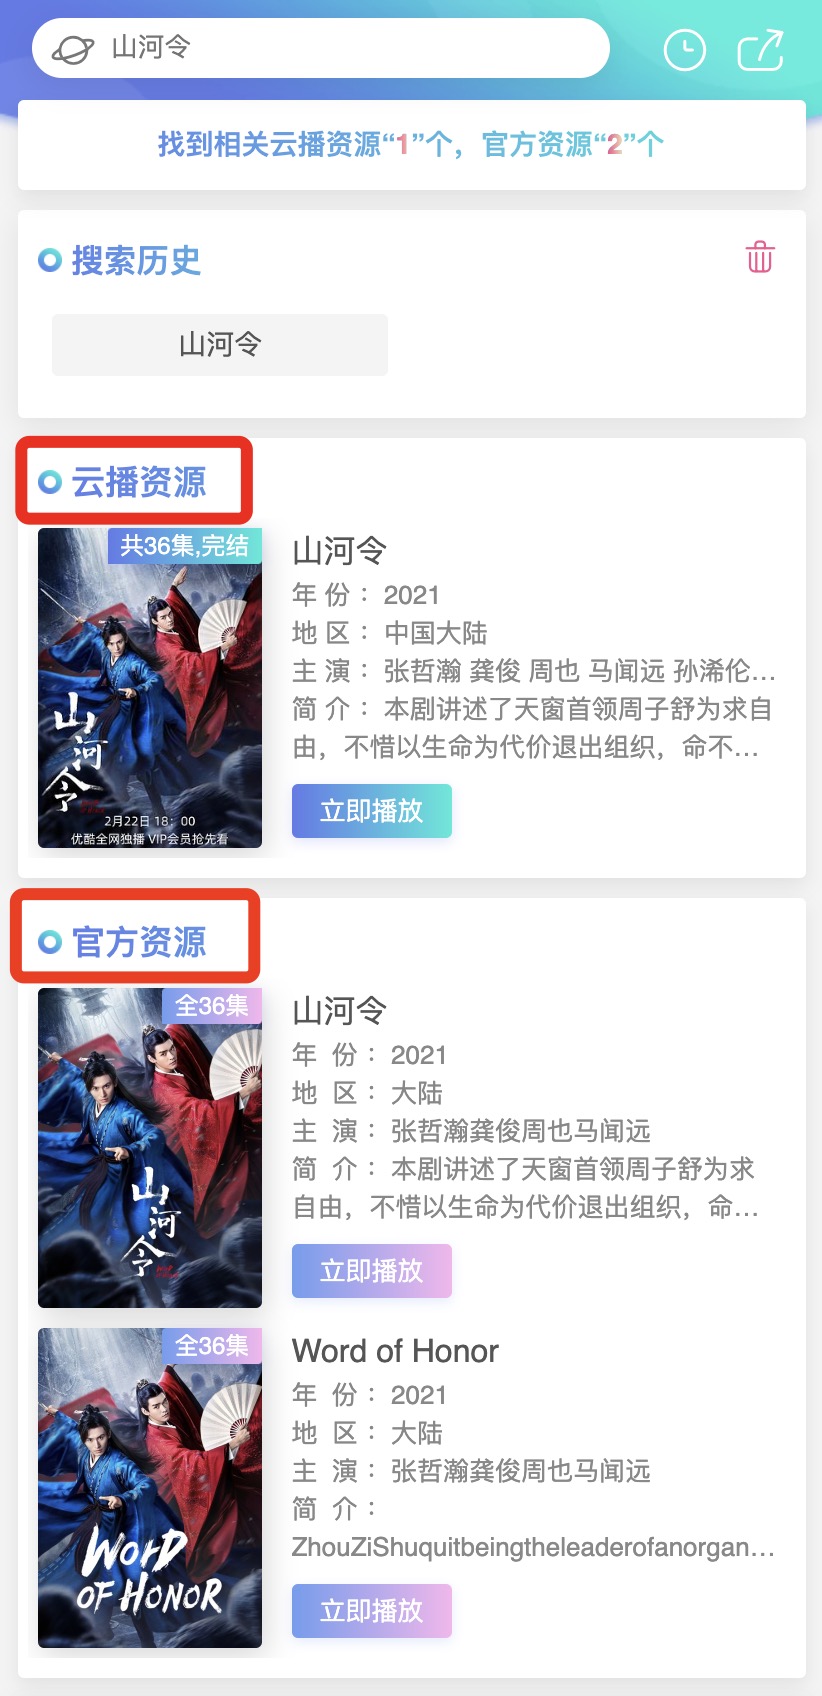 山河令
找到相关云播资源“1”个，官方资源“2”个
搜索历史
山河令
云播资源
共36集,完结
山河令
2月22日 18：00
优酷全网独播 VIP会员抢先看
山河令
年 份： 2021
地 区： 中国大陆
主 演： 张哲瀚 龚俊 周也 马闻远 孙浠伦...
简 介： 本剧讲述了天窗首领周子舒为求自
由，不惜以生命为代价退出组织，命不...
立即播放
官方资源
全36集
山河令
山河令
年 份： 2021
地 区： 大陆
主 演： 张哲瀚龚俊周也马闻远
简 介： 本剧讲述了天窗首领周子舒为求
自由，不惜以生命为代价退出组织，命...
立即播放
全36集
WORD
OF HONOR
Word of Honor
年 份： 2021
地 区： 大陆
主 演： 张哲瀚龚俊周也马闻远
简 介：
ZhouZiShuquitbeingtheleaderofanorgan...
立即播放